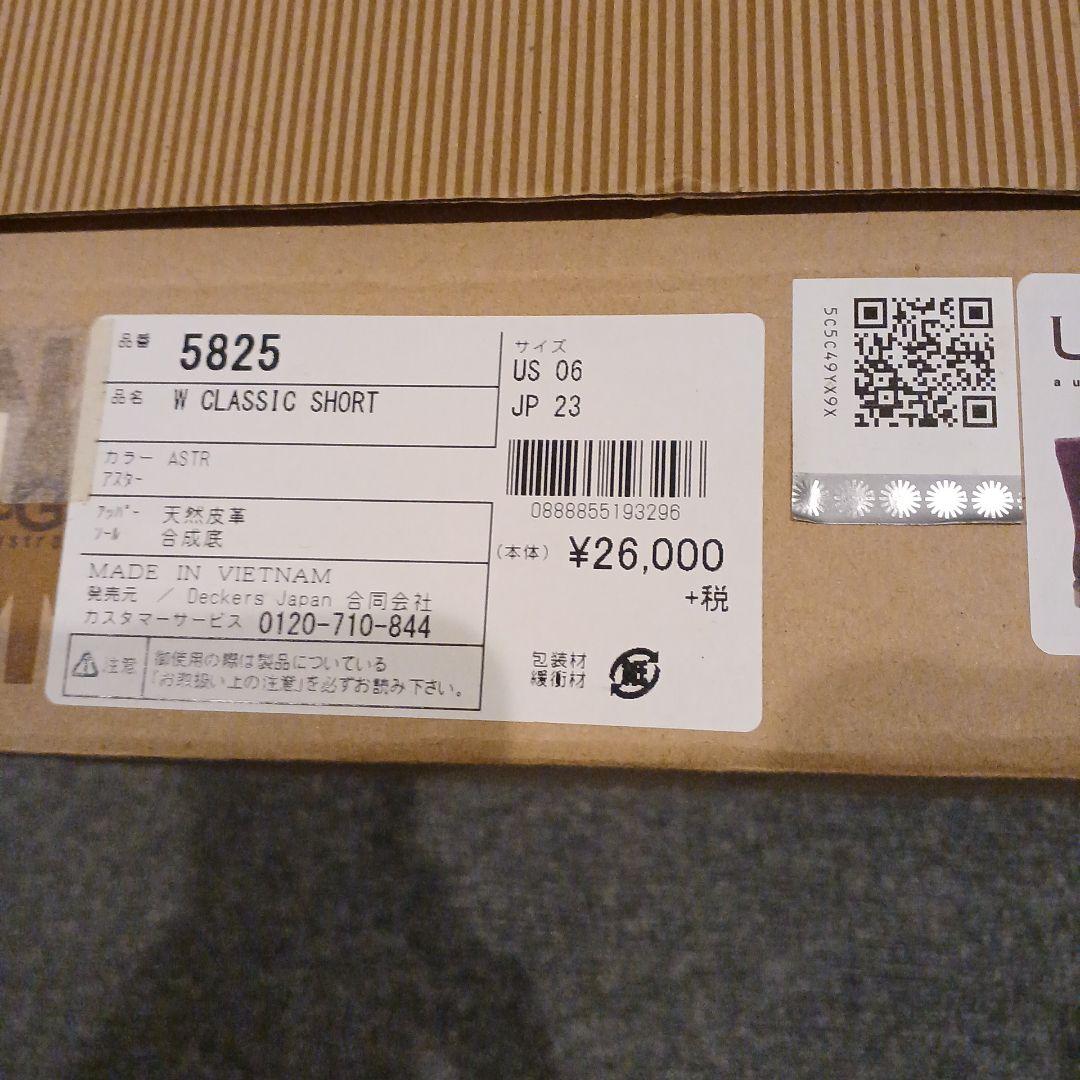 品番 5825
品名 W CLASSIC SHORT
カラー ASTR
アスター
アッパー 天然皮革
ソール 合成底
MADE IN VIETNAM
発売元 / Deckers Japan 合同会社
カスタマーサービス 0120-710-844
注意 御使用の際は製品についている
「お取扱い上の注意」を必ずお読み下さい。
サイズ
US 06
JP 23
0888855193296
(本体) ¥26,000
+税
包装材
緩衝材
紙
5C5C49YX9X
U
au
G